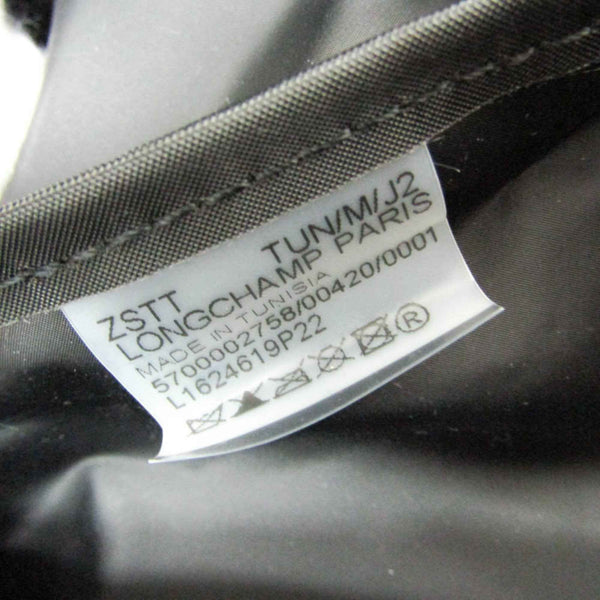 ZSTT TUN/M/J2
LONGCHAMP PARIS
MADE IN TUNISIA
5700002758/00420/0001
L1624619P22
®